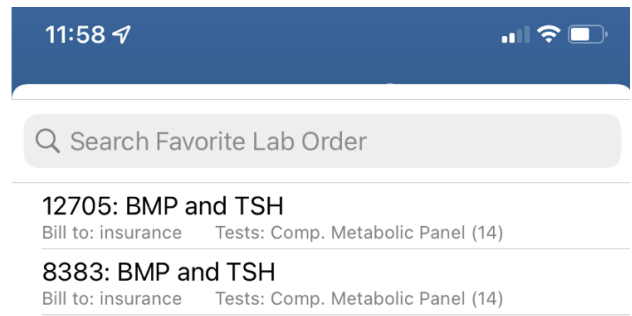 11:58
Search Favorite Lab Order
12705: BMP and TSH
Bill to: insurance Tests: Comp. Metabolic Panel (14)
8383: BMP and TSH
Bill to: insurance Tests: Comp. Metabolic Panel (14)